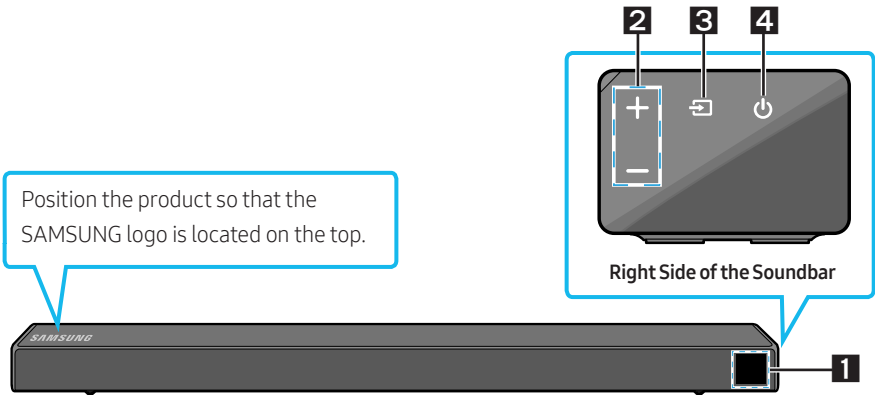 2 3 4
+
−
Position the product so that the
SAMSUNG logo is located on the top.
Right Side of the Soundbar
SAMSUNG
1